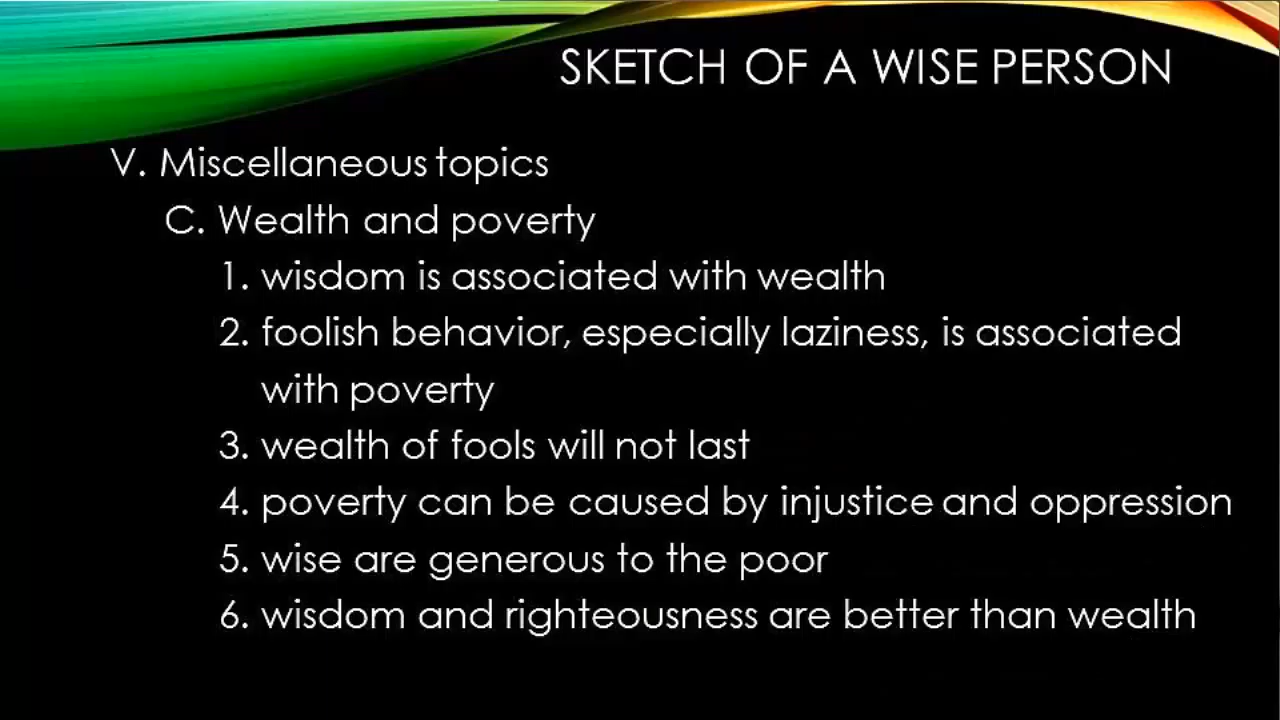 SKETCH OF A WISE PERSON
V. Miscellaneous topics
C. Wealth and poverty
1. wisdom is associated with wealth
2. foolish behavior, especially laziness, is associated
with poverty
3. wealth of fools will not last
4. poverty can be caused by injustice and oppression
5. wise are generous to the poor
6. wisdom and righteousness are better than wealth